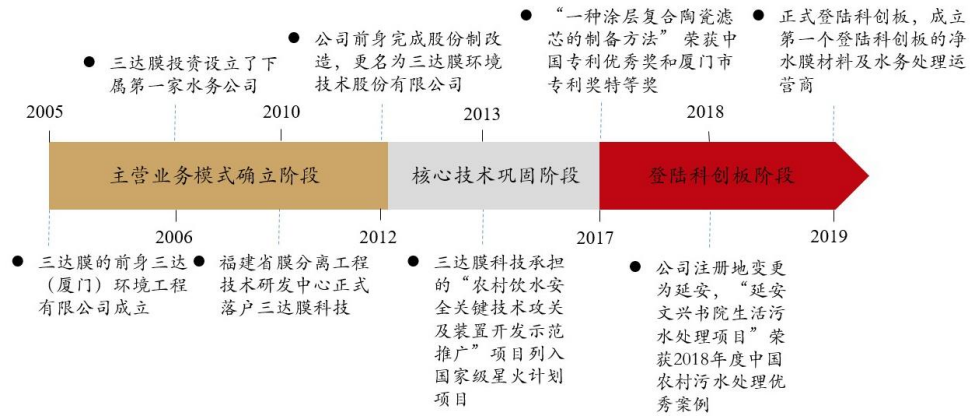 三达膜投资设立了下
属第一家水务公司
公司前身完成股份制改
造，更名为三达膜环境
技术股份有限公司
“一种涂层复合陶瓷滤
芯的制备方法”荣获中
国专利优秀奖和厦门市
专利奖特等奖
正式登陆科创板，成立
第一个登陆科创板的净
水膜材料及水务处理运
营商
2005
2010
2013
2018
主营业务模式确立阶段
核心技术巩固阶段
登陆科创板阶段
2006
2012
2017
2019
三达膜的前身三达
（厦门）环境工程
有限公司成立
福建省膜分离工程
技术研发中心正式
落户三达膜科技
三达膜科技承担
的“农村饮水安
全关键技术攻关
及装置开发示范
推广”项目列入
国家级星火计划
项目
公司注册地变更
为延安，“延安
文兴书院生活污
水处理项目”荣
获2018年度中国
农村污水处理优
秀案例